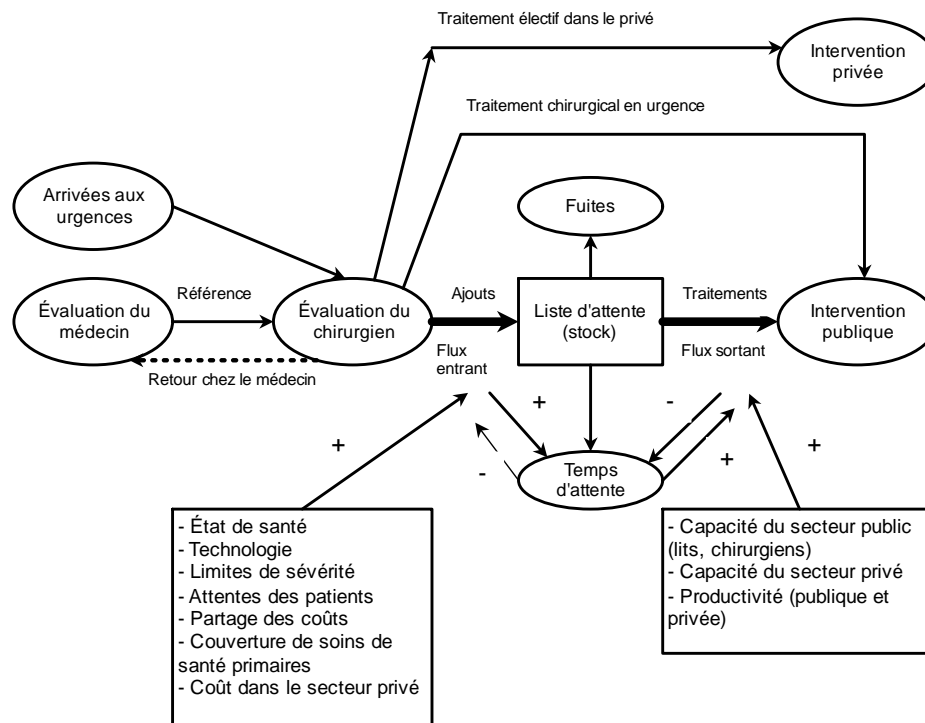 Traitement électif dans le privé
Intervention
privée
Traitement chirurgical en urgence
Arrivées aux
urgences
Fuites
Évaluation du
médecin
Référence
Évaluation du
chirurgien
Ajouts
Liste d'attente
(stock)
Traitements
Intervention
publique
Flux
entrant
Flux sortant
Retour chez le médecin
+
-
+
-
+
+
Temps
d'attente
- État de santé
- Technologie
- Limites de sévérité
- Attentes des patients
- Partage des coûts
- Couverture de soins de
santé primaires
- Coût dans le secteur privé
- Capacité du secteur public
(lits, chirurgiens)
- Capacité du secteur privé
- Productivité (publique et
privée)